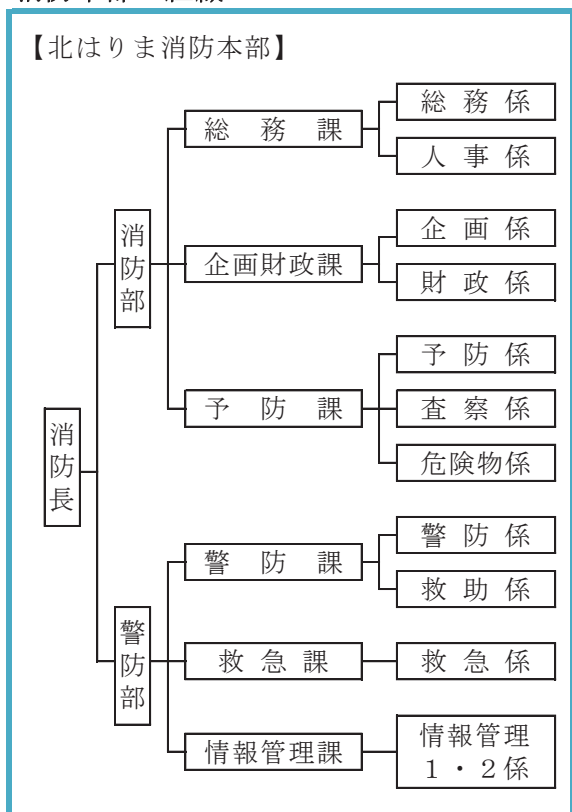 【北はりま消防本部】
消防長
消防部
総務課
総務係
人事係
企画財政課
企画係
財政係
予防課
予防係
査察係
危険物係
警防部
警防課
警防係
救助係
救急課
救急係
情報管理課
情報管理
1・2係